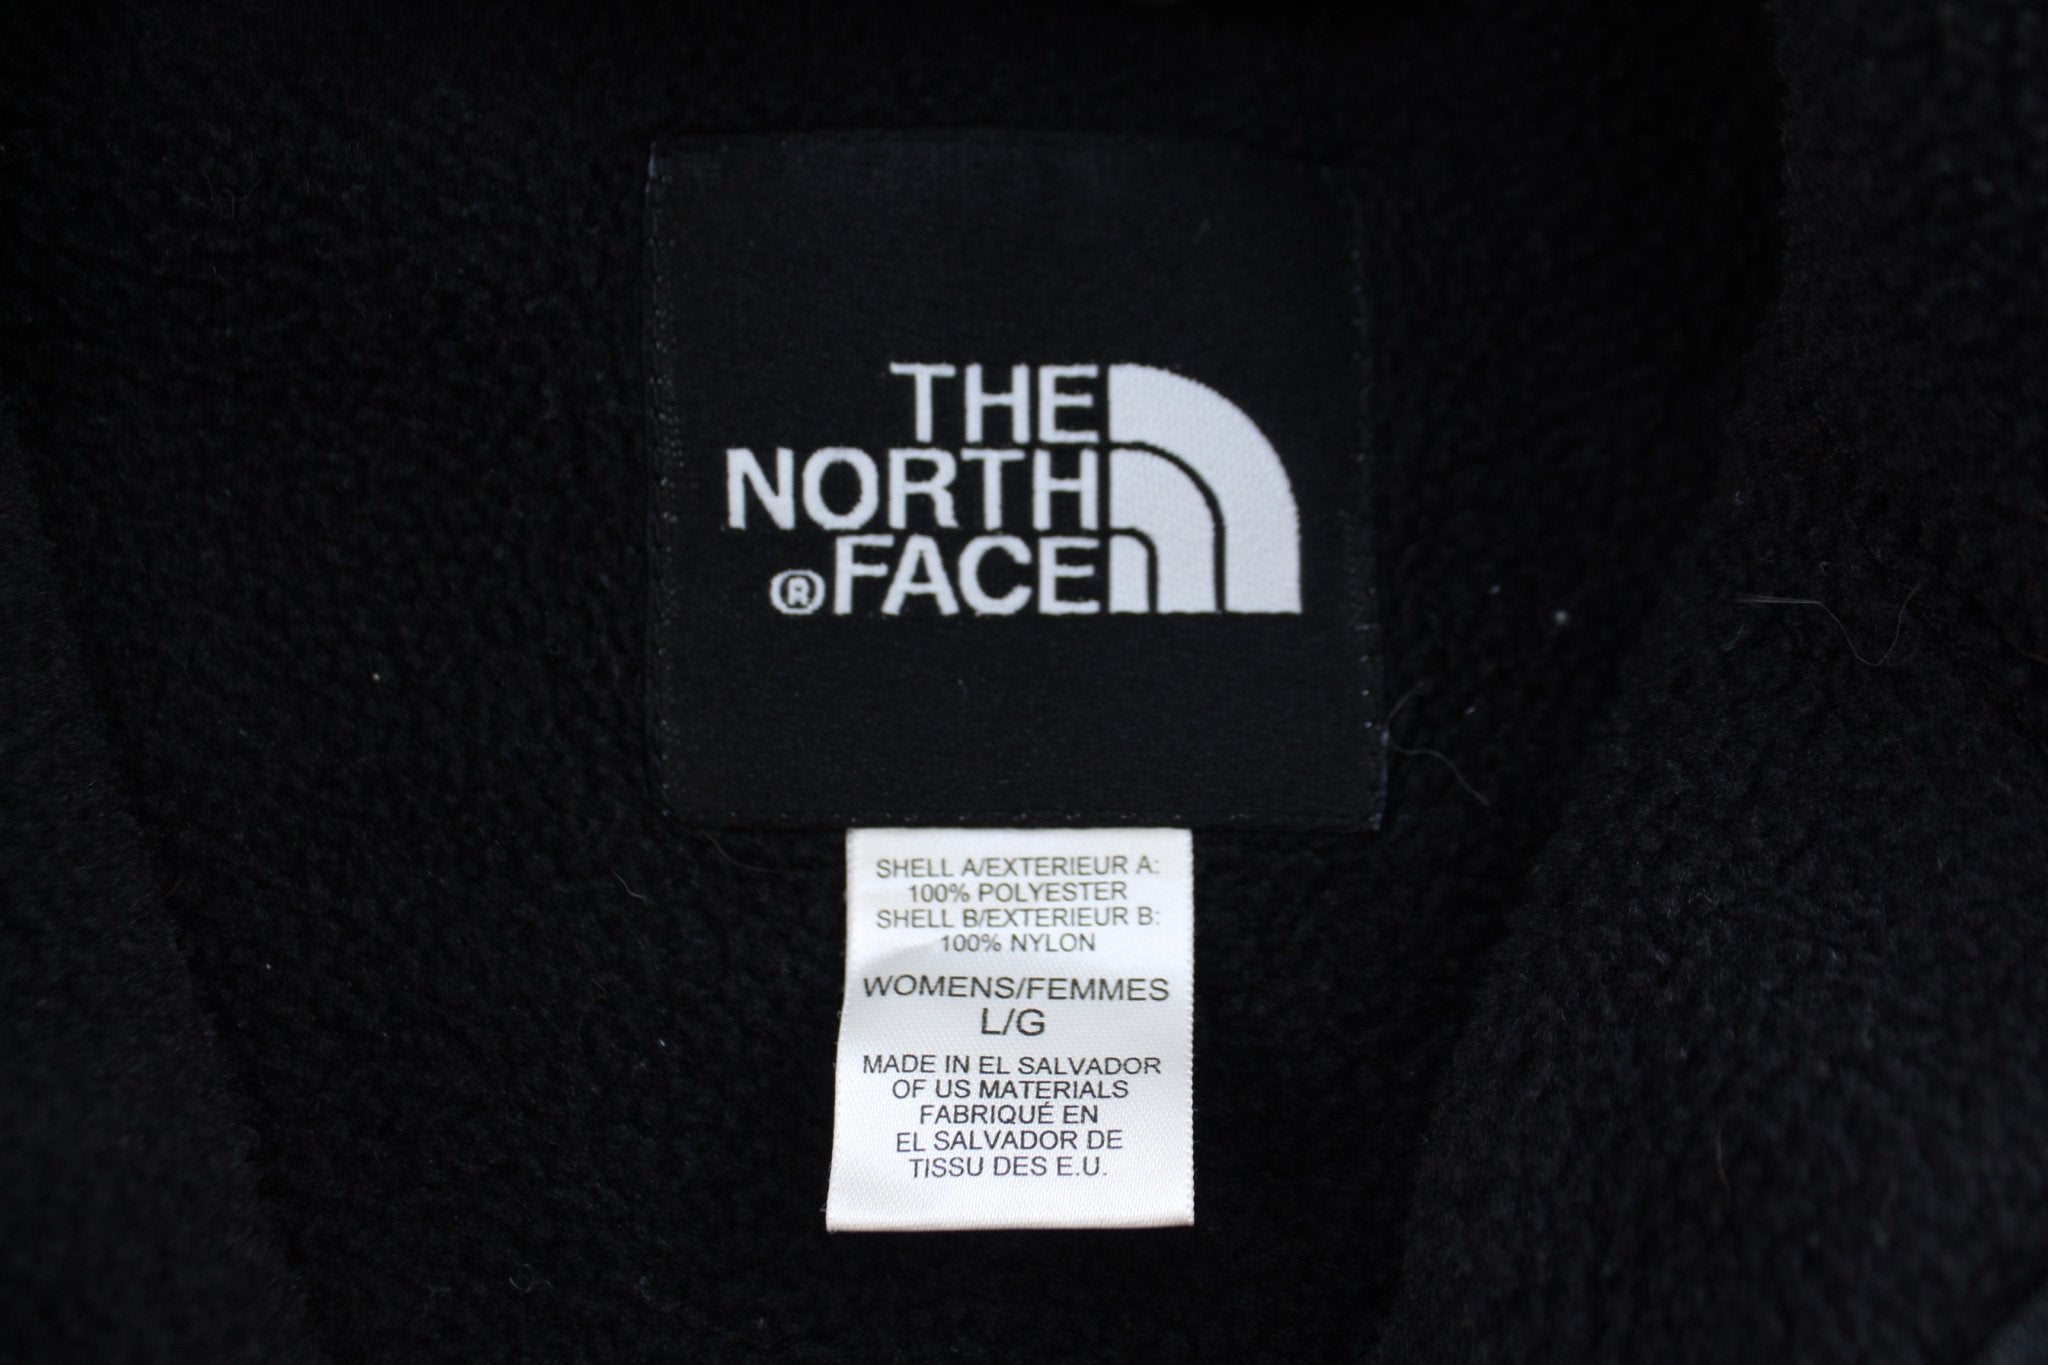 THE
NORTH
®FACE
SHELL A/EXTERIEUR A:
100% POLYESTER
SHELL B/EXTERIEUR B:
100% NYLON
WOMENS/FEMMES
L/G
MADE IN EL SALVADOR
OF US MATERIALS
FABRIQUÉ EN
EL SALVADOR DE
TISSU DES E.U.